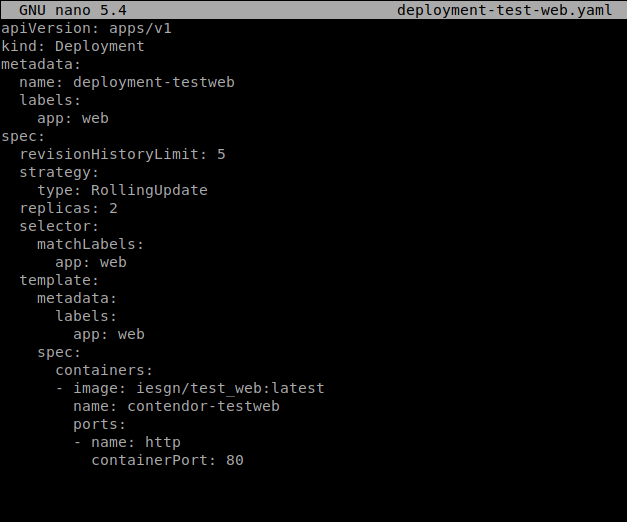 GNU nano 5.4 deployment-test-web.yaml
apiVersion: apps/v1
kind: Deployment
metadata:
  name: deployment-testweb
  labels:
    app: web
spec:
  revisionHistoryLimit: 5
  strategy:
    type: RollingUpdate
  replicas: 2
  selector:
    matchLabels:
      app: web
  template:
    metadata:
      labels:
        app: web
    spec:
      containers:
      - image: iesgn/test_web:latest
        name: contendor-testweb
        ports:
        - name: http
          containerPort: 80